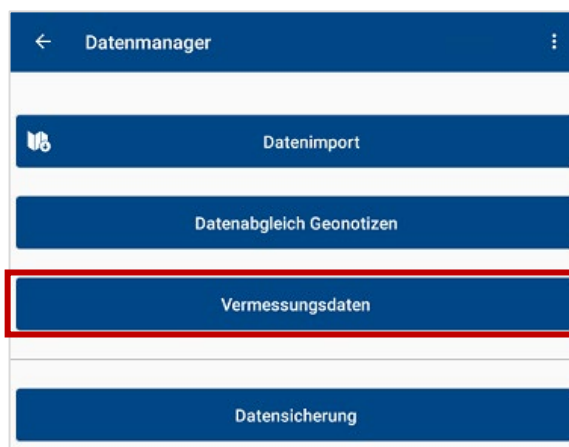 Datenmanager
Datenimport
Datenabgleich Geonotizen
Vermessungsdaten
Datensicherung